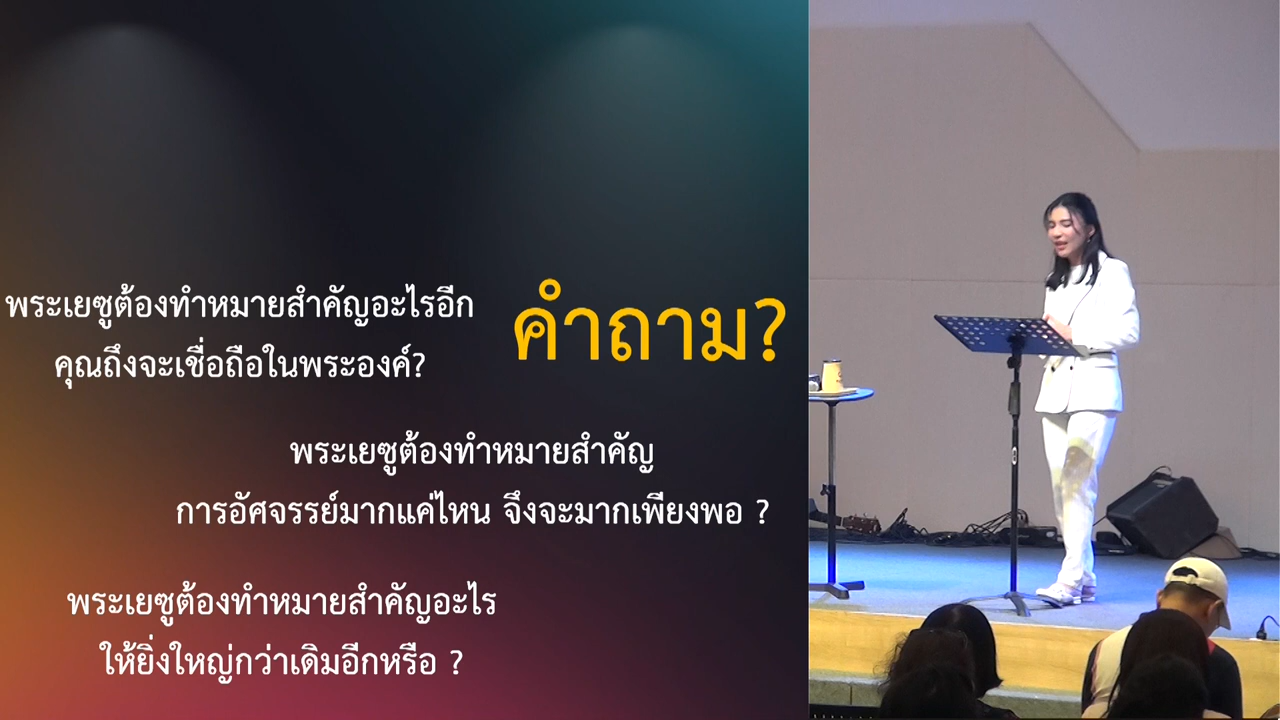 คำถาม?
พระเยซูต้องทำหมายสำคัญอะไรอีก
คุณถึงจะเชื่อถือในพระองค์?
พระเยซูต้องทำหมายสำคัญ
การอัศจรรย์มากแค่ไหน จึงจะมากเพียงพอ ?
พระเยซูต้องทำหมายสำคัญอะไร
ให้ยิ่งใหญ่กว่าเดิมอีกหรือ ?